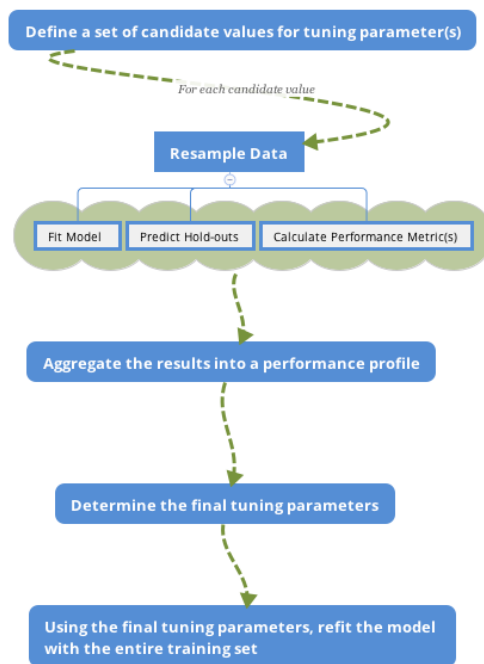 Define a set of candidate values for tuning parameter(s)
For each candidate value
Resample Data
Fit Model
Predict Hold-outs
Calculate Performance Metric(s)
Aggregate the results into a performance profile
Determine the final tuning parameters
Using the final tuning parameters, refit the model
with the entire training set